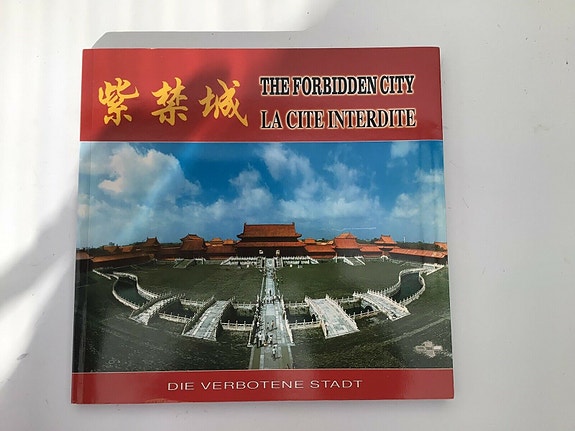 紫禁城
THE FORBIDDEN CITY
LA CITE INTERDITE
DIE VERBOTENE STADT